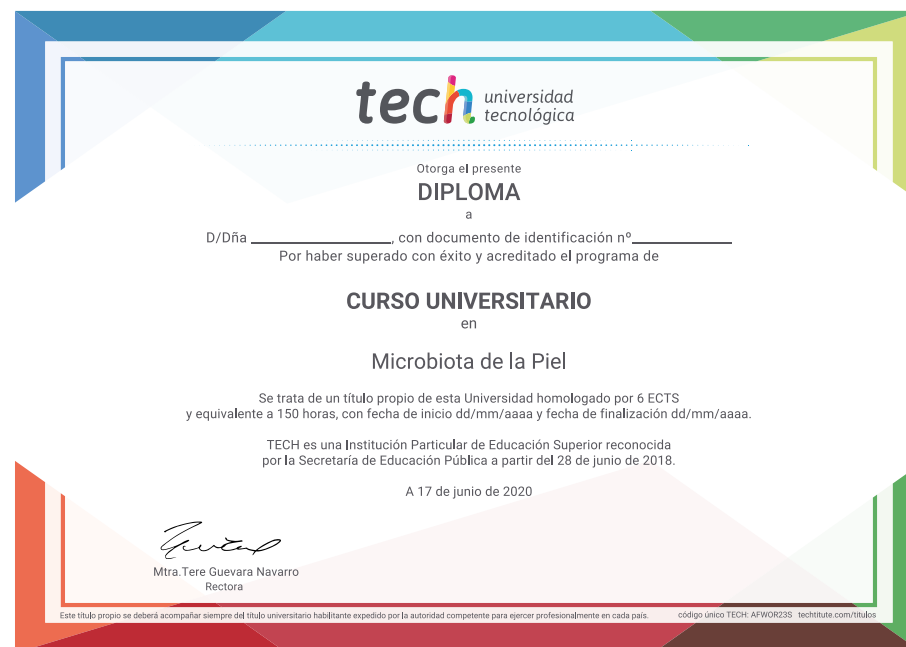 tech universidad
tecnológica
Otorga el presente
DIPLOMA
a
D/Dña ____________________, con documento de identificación nº______________
Por haber superado con éxito y acreditado el programa de
CURSO UNIVERSITARIO
en
Microbiota de la Piel
Se trata de un título propio de esta Universidad homologado por 6 ECTS
y equivalente a 150 horas, con fecha de inicio dd/mm/aaaa y fecha de finalización dd/mm/aaaa.
TECH es una Institución Particular de Educación Superior reconocida
por la Secretaría de Educación Pública a partir del 28 de junio de 2018.
A 17 de junio de 2020
Mtra.Tere Guevara Navarro
Rectora
Este título propio se deberá acompañar siempre del título universitario habilitante expedido por la autoridad competente para ejercer profesionalmente en cada país. código único TECH: AFWOR23S techtitute.com/titulos